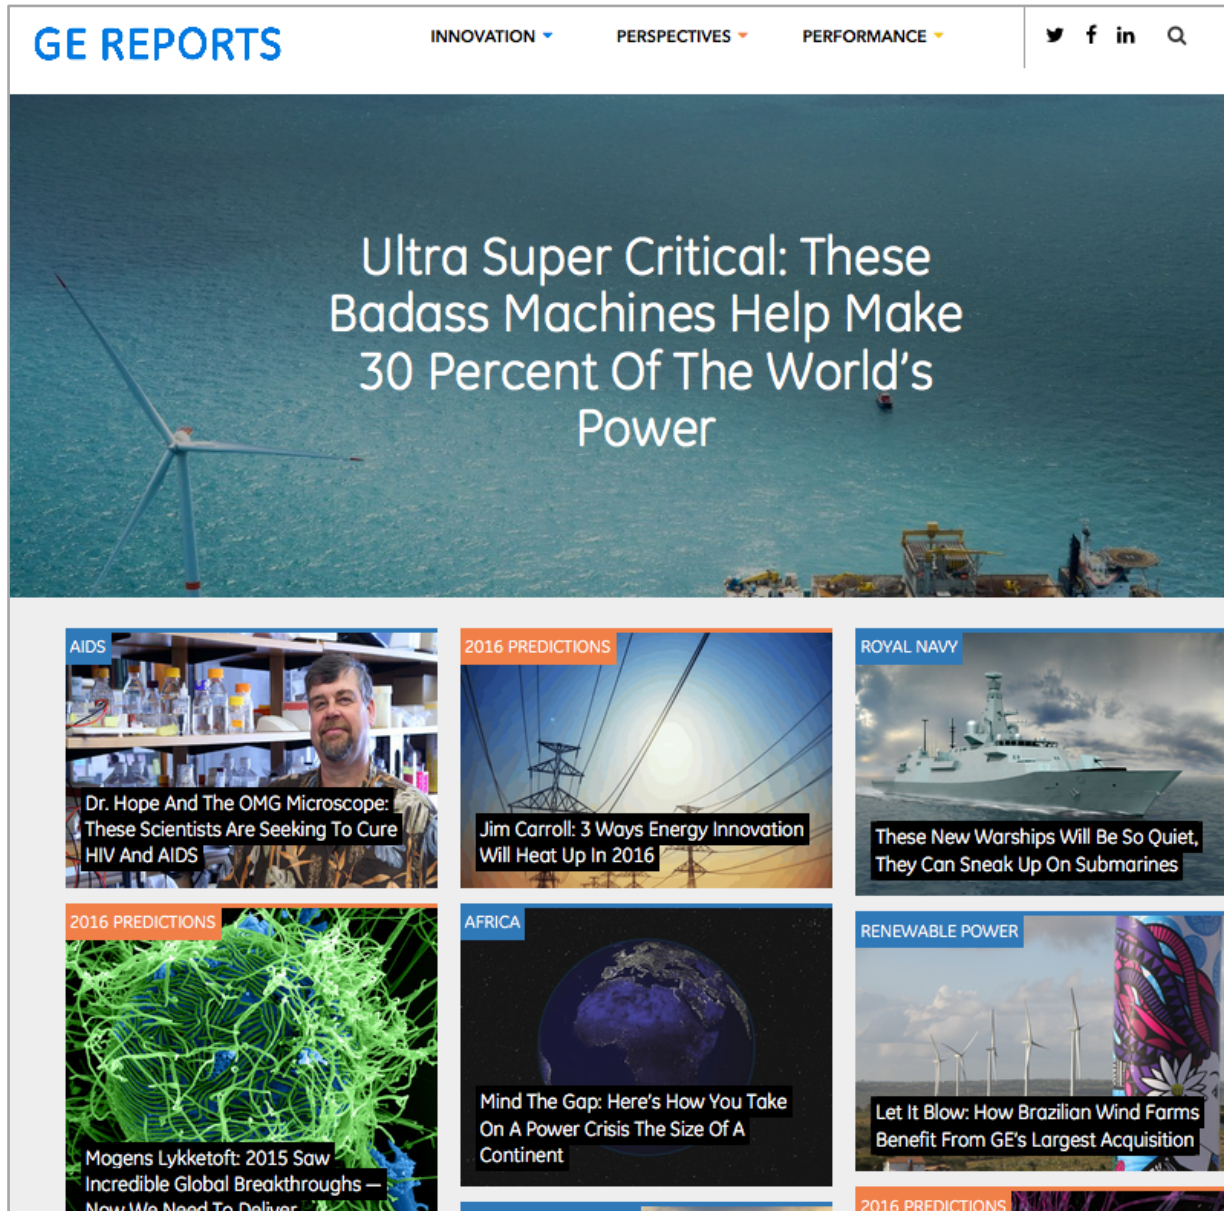 GE REPORTS
INNOVATION
PERSPECTIVES
PERFORMANCE
Ultra Super Critical: These
Badass Machines Help Make
30 Percent Of The World's
Power
AIDS
Dr. Hope And The OMG Microscope:
These Scientists Are Seeking To Cure
HIV And AIDS
2016 PREDICTIONS
Jim Carroll: 3 Ways Energy Innovation
Will Heat Up In 2016
ROYAL NAVY
These New Warships Will Be So Quiet,
They Can Sneak Up On Submarines
2016 PREDICTIONS
Mogens Lykketoft: 2015 Saw
Incredible Global Breakthroughs —
Now We Need To Deliver
AFRICA
Mind The Gap: Here's How You Take
On A Power Crisis The Size Of A
Continent
RENEWABLE POWER
Let It Blow: How Brazilian Wind Farms
Benefit From GE's Largest Acquisition
2016 PREDICTIONS